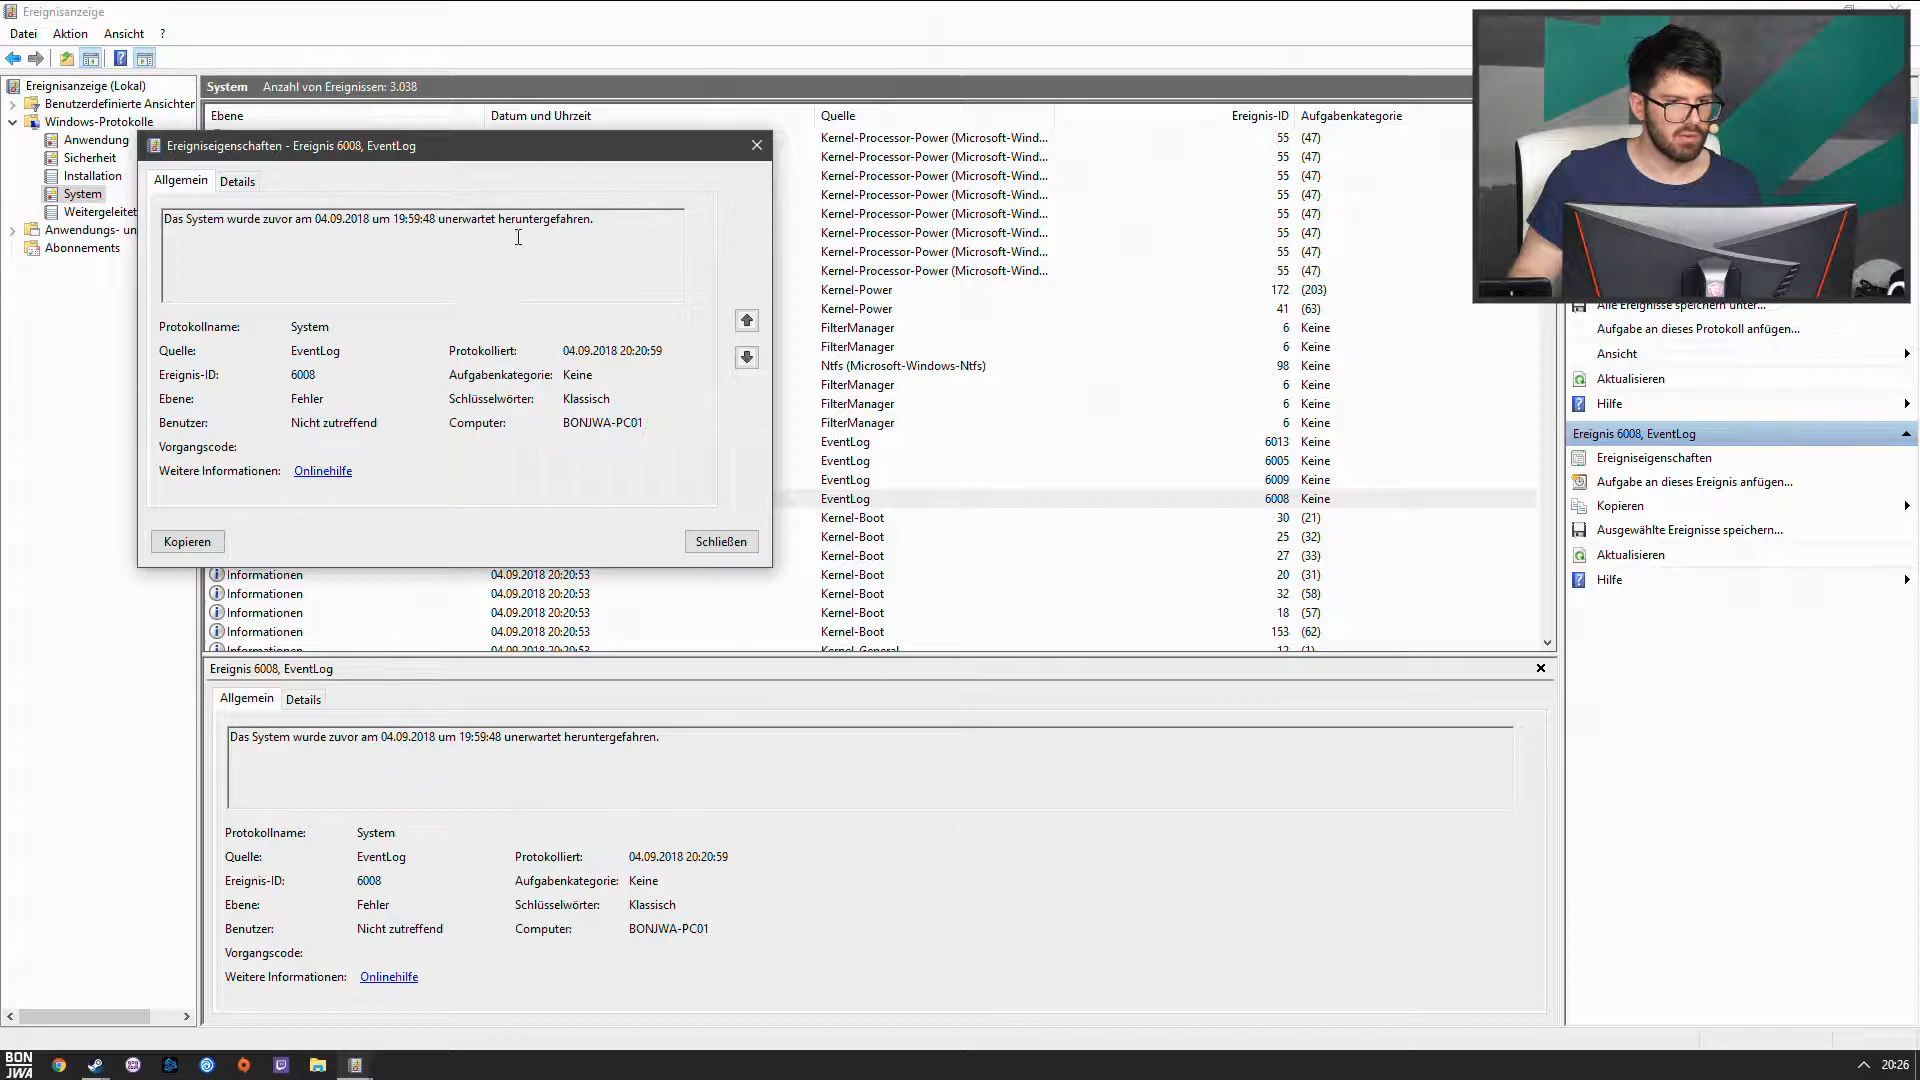 Ereignisanzeige
Datei Aktion Ansicht ?
Ereignisanzeige (Lokal)
Benutzerdefinierte Ansichten
Windows-Protokolle
Anwendung
Sicherheit
Installation
System
Weitergeleitet
Anwendungs- un
Abonnements
System Anzahl von Ereignissen: 3.038
Ebene Datum und Uhrzeit Quelle Ereignis-ID Aufgabenkategorie
Kernel-Processor-Power (Microsoft-Wind... 55 (47)
Kernel-Processor-Power (Microsoft-Wind... 55 (47)
Kernel-Processor-Power (Microsoft-Wind... 55 (47)
Kernel-Processor-Power (Microsoft-Wind... 55 (47)
Kernel-Processor-Power (Microsoft-Wind... 55 (47)
Kernel-Processor-Power (Microsoft-Wind... 55 (47)
Kernel-Processor-Power (Microsoft-Wind... 55 (47)
Kernel-Processor-Power (Microsoft-Wind... 55 (47)
Kernel-Power 172 (203)
Kernel-Power 41 (63)
FilterManager 6 Keine
FilterManager 6 Keine
Ntfs (Microsoft-Windows-Ntfs) 98 Keine
FilterManager 6 Keine
FilterManager 6 Keine
FilterManager 6 Keine
EventLog 6013 Keine
EventLog 6005 Keine
EventLog 6009 Keine
EventLog 6008 Keine
Kernel-Boot 30 (21)
Kernel-Boot 25 (32)
Kernel-Boot 27 (33)
Informationen 04.09.2018 20:20:53 Kernel-Boot 20 (31)
Informationen 04.09.2018 20:20:53 Kernel-Boot 32 (58)
Informationen 04.09.2018 20:20:53 Kernel-Boot 18 (57)
Informationen 04.09.2018 20:20:53 Kernel-Boot 153 (62)
Informationen 04.09.2018 20:20:53 Kernel-General 12 (1)
Ereigniseigenschaften - Ereignis 6008, EventLog
Allgemein Details
Das System wurde zuvor am 04.09.2018 um 19:59:48 unerwartet heruntergefahren.
Protokollname: System
Quelle: EventLog Protokolliert: 04.09.2018 20:20:59
Ereignis-ID: 6008 Aufgabenkategorie: Keine
Ebene: Fehler Schlüsselwörter: Klassisch
Benutzer: Nicht zutreffend Computer: BONJWA-PC01
Vorgangscode:
Weitere Informationen: Onlinehilfe
Kopieren Schließen
Ereignis 6008, EventLog
Allgemein Details
Das System wurde zuvor am 04.09.2018 um 19:59:48 unerwartet heruntergefahren.
Protokollname: System
Quelle: EventLog Protokolliert: 04.09.2018 20:20:59
Ereignis-ID: 6008 Aufgabenkategorie: Keine
Ebene: Fehler Schlüsselwörter: Klassisch
Benutzer: Nicht zutreffend Computer: BONJWA-PC01
Vorgangscode:
Weitere Informationen: Onlinehilfe
Alle Ereignisse speichern unter...
Aufgabe an dieses Protokoll anfügen...
Ansicht
Aktualisieren
Hilfe
Ereignis 6008, EventLog
Ereigniseigenschaften
Aufgabe an dieses Ereignis anfügen...
Kopieren
Ausgewählte Ereignisse speichern...
Aktualisieren
Hilfe
BON
JWA
20:26